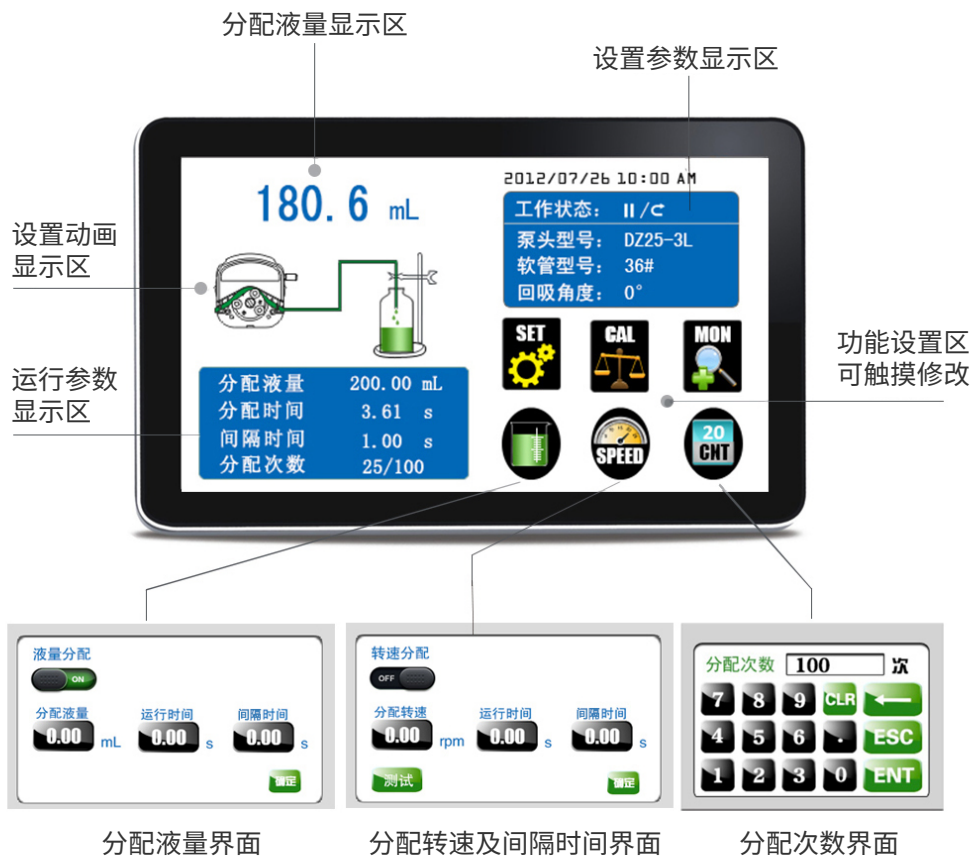 分配液量显示区
设置参数显示区
2012/07/26 10:00 AM
180.6 mL
工作状态： /
泵头型号： DZ25-3L
软管型号： 36#
回吸角度： 0°
设置动画
显示区
SET
CAL
MON
功能设置区
可触摸修改
运行参数
显示区
分配液量 200.00 mL
分配时间 3.61 s
间隔时间 1.00 s
分配次数 25/100
SPEED
20
CNT
液量分配
ON
分配液量 运行时间 间隔时间
0.00 mL 0.00 s 0.00 s
确定
转速分配
OFF
分配转速 运行时间 间隔时间
0.00 rpm 0.00 s 0.00 s
测试 确定
分配次数 100 次
7 8 9 CLR
4 5 6 . ESC
1 2 3 0 ENT
分配液量界面
分配转速及间隔时间界面
分配次数界面